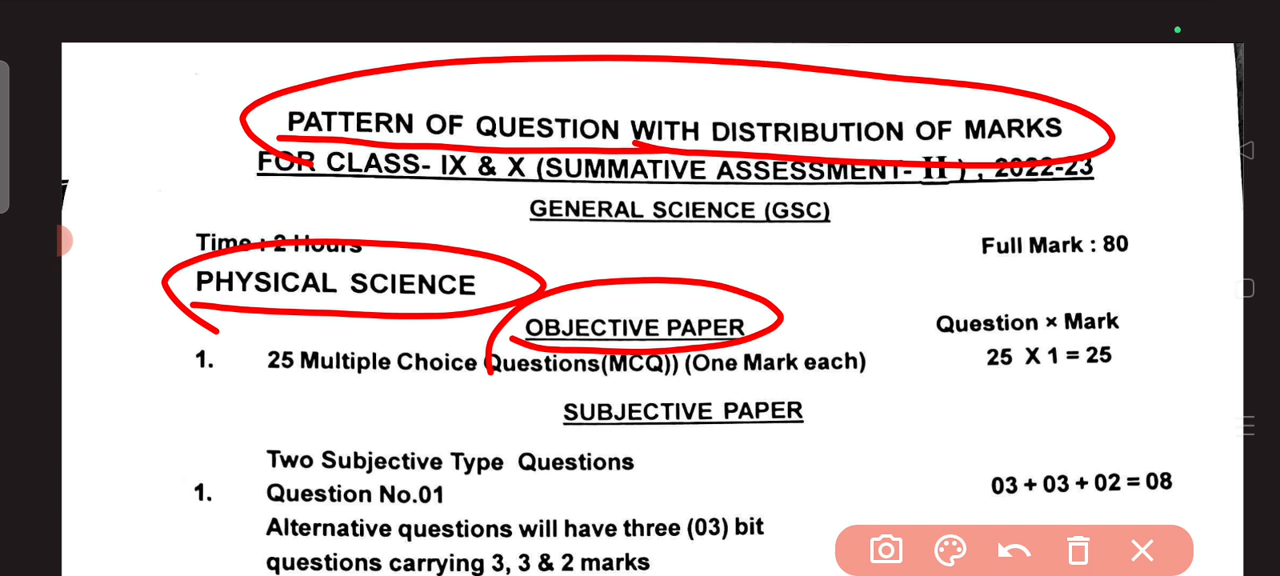 PATTERN OF QUESTION WITH DISTRIBUTION OF MARKS
FOR CLASS- IX & X (SUMMATIVE ASSESSMENT- II ) , 2022-23
GENERAL SCIENCE (GSC)
Time : 2 Hours
Full Mark : 80
PHYSICAL SCIENCE
OBJECTIVE PAPER
Question × Mark
1. 25 Multiple Choice Questions(MCQ)) (One Mark each) 25 X 1 = 25
SUBJECTIVE PAPER
Two Subjective Type Questions
1. Question No.01 03 + 03 + 02 = 08
Alternative questions will have three (03) bit
questions carrying 3, 3 & 2 marks